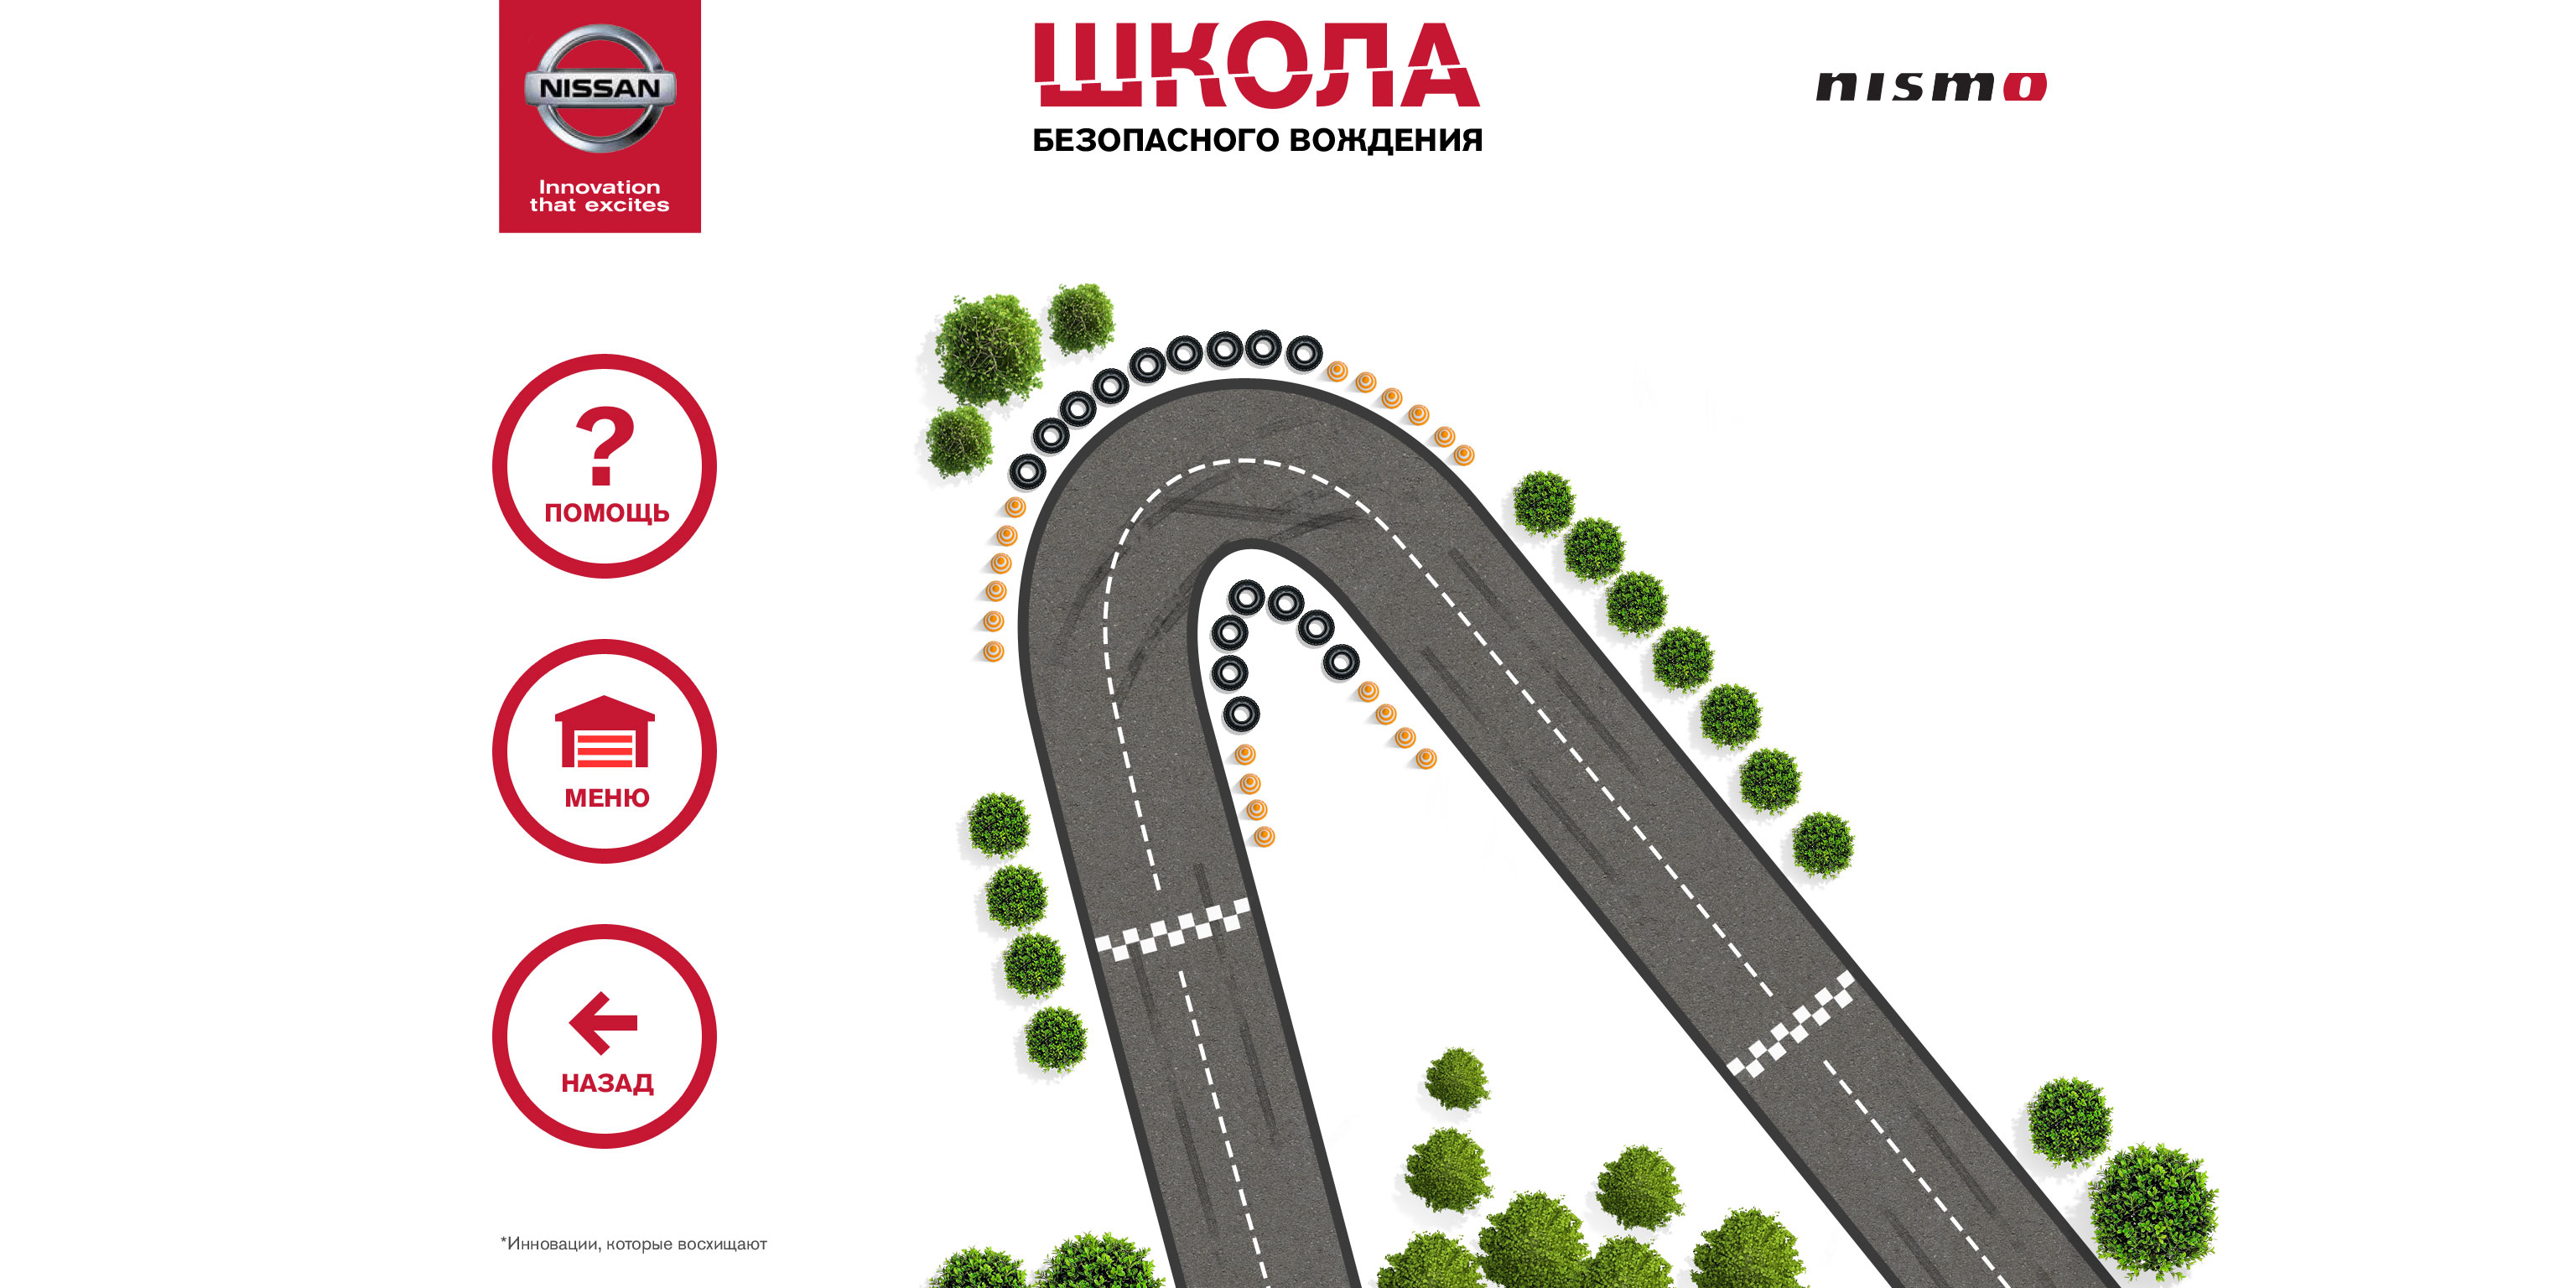 NISSAN
Innovation
that excites
ШКОЛА
БЕЗОПАСНОГО ВОЖДЕНИЯ
nismo
?
ПОМОЩЬ
МЕНЮ
НАЗАД
*Инновации, которые восхищают